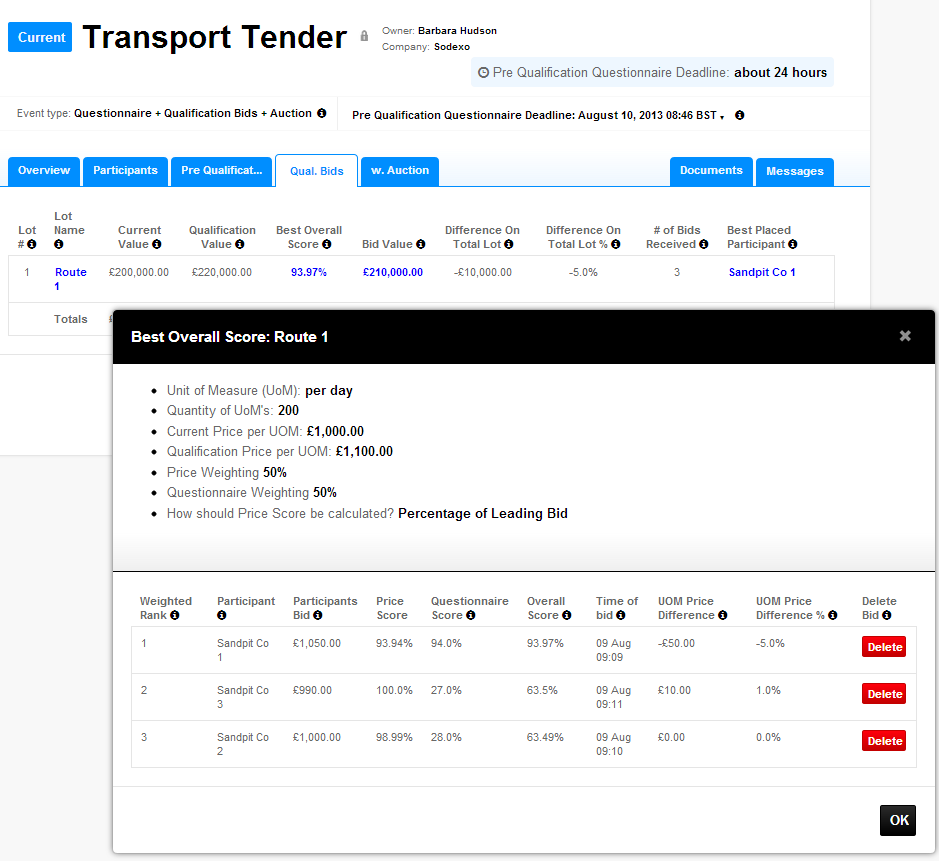 Current
Transport Tender
Owner: Barbara Hudson
Company: Sodexo
Pre Qualification Questionnaire Deadline: about 24 hours
Event type: Questionnaire + Qualification Bids + Auction
Pre Qualification Questionnaire Deadline: August 10, 2013 08:46 BST
Overview Participants Pre Qualificat... Qual. Bids w. Auction Documents Messages
Lot # Lot Name Current Value Qualification Value Best Overall Score Bid Value Difference On Total Lot Difference On Total Lot % # of Bids Received Best Placed Participant
1 Route 1 £200,000.00 £220,000.00 93.97% £210,000.00 -£10,000.00 -5.0% 3 Sandpit Co 1
Totals
Best Overall Score: Route 1
Unit of Measure (UoM): per day
Quantity of UoM's: 200
Current Price per UOM: £1,000.00
Qualification Price per UOM: £1,100.00
Price Weighting 50%
Questionnaire Weighting 50%
How should Price Score be calculated? Percentage of Leading Bid
Weighted Rank Participant Participants Bid Price Score Questionnaire Score Overall Score Time of bid UOM Price Difference UOM Price Difference % Delete Bid
1 Sandpit Co 1 £1,050.00 93.94% 94.0% 93.97% 09 Aug 09:09 -£50.00 -5.0% Delete
2 Sandpit Co 3 £990.00 100.0% 27.0% 63.5% 09 Aug 09:11 £10.00 1.0% Delete
3 Sandpit Co 2 £1,000.00 98.99% 28.0% 63.49% 09 Aug 09:10 £0.00 0.0% Delete
OK